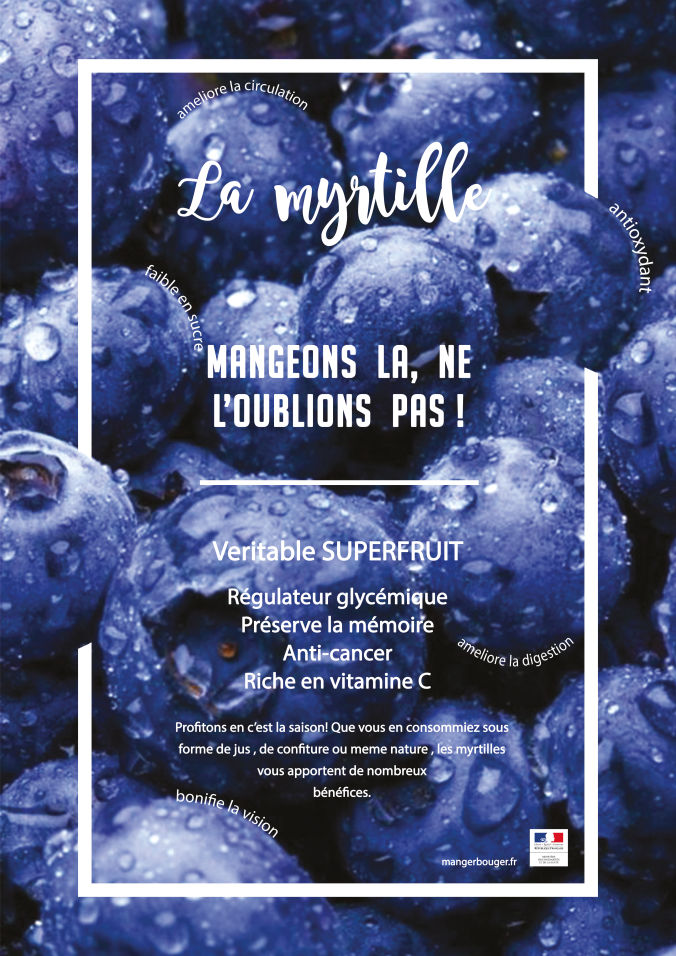 ameliore la circulation
La myrtille
antioxydant
faible en sucre
MANGEONS LA, NE
L'OUBLIONS PAS !
Veritable SUPERFRUIT
Régulateur glycémique
Préserve la mémoire
Anti-cancer
Riche en vitamine C
ameliore la digestion
Profitons en c'est la saison! Que vous en consommiez sous
forme de jus , de confiture ou meme nature , les myrtilles
vous apportent de nombreux
bénéfices.
bonifie la vision
mangerbouger.fr
RÉPUBLIQUE FRANÇAISE